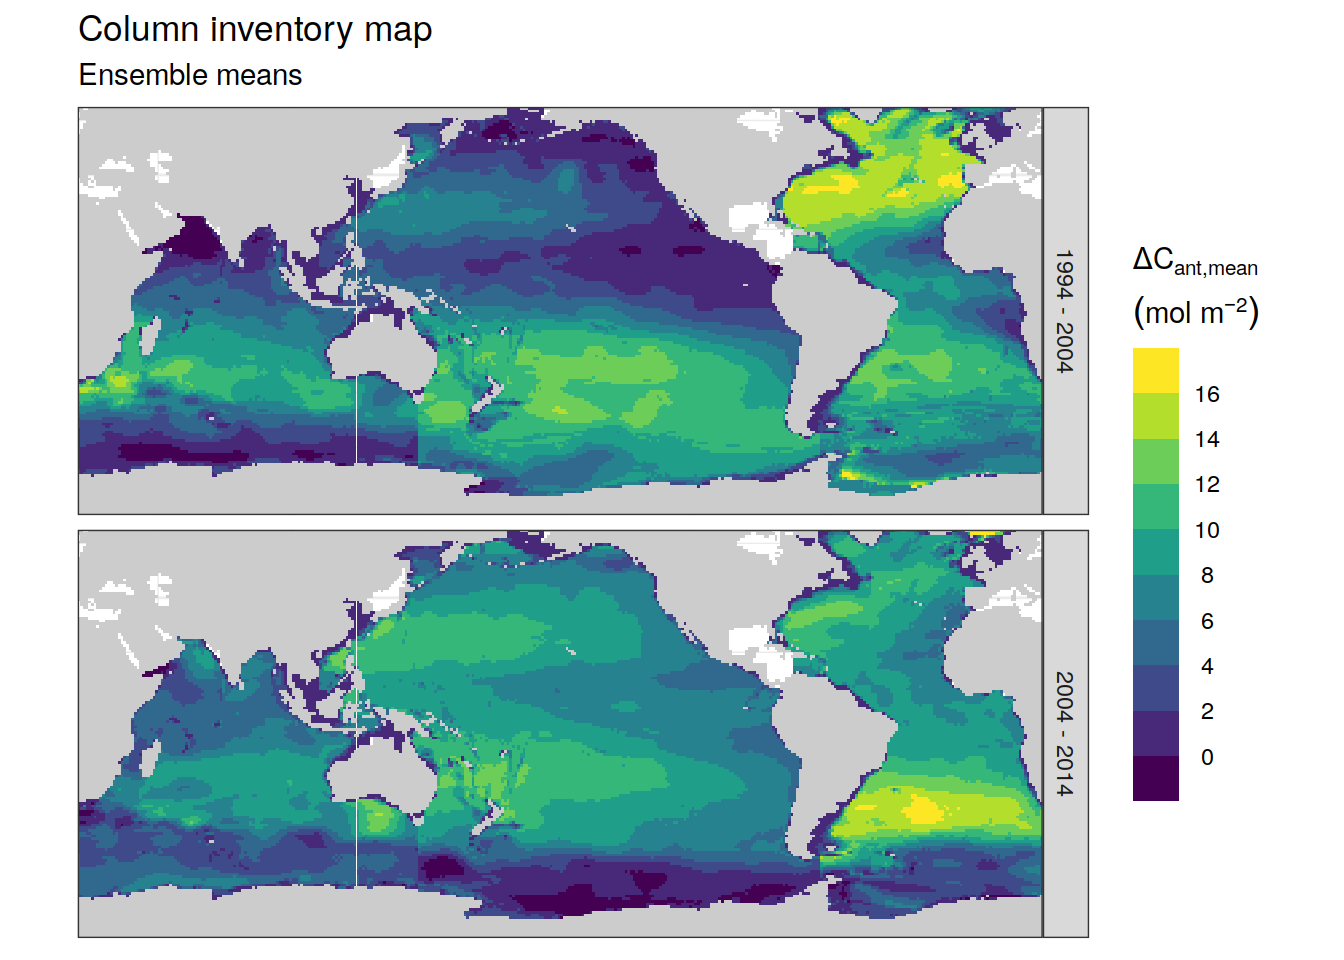 Column inventory map
Ensemble means
1994 - 2004
2004 - 2014
ΔCant,mean
(mol m−2)
16
14
12
10
8
6
4
2
0